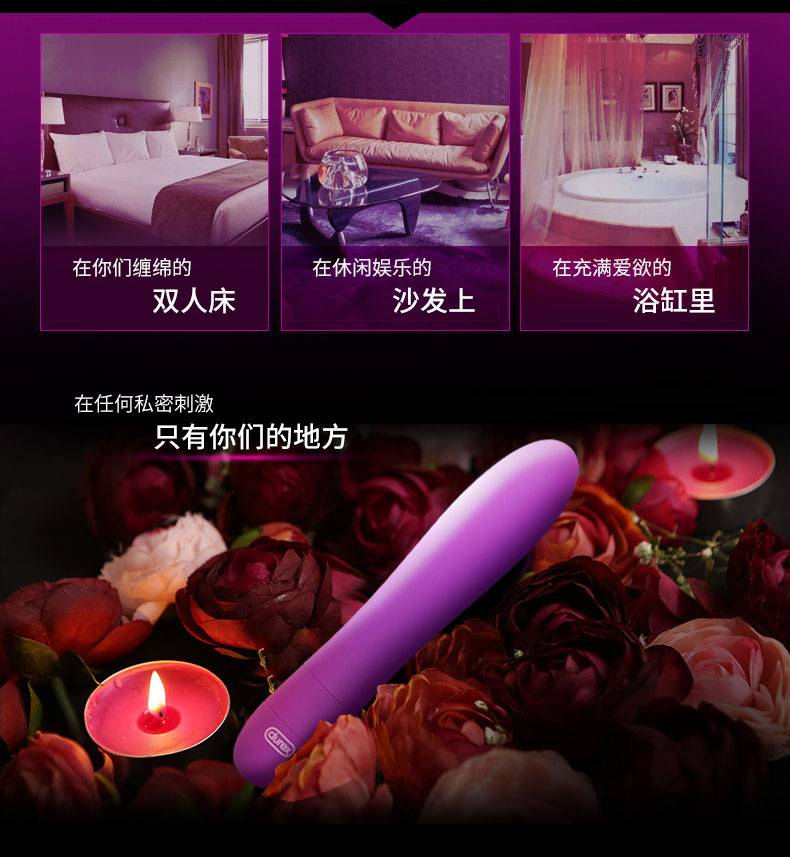 在你们缠绵的
双人床
在休闲娱乐的
沙发上
在充满爱欲的
浴缸里
在任何私密刺激
只有你们的地方
durex